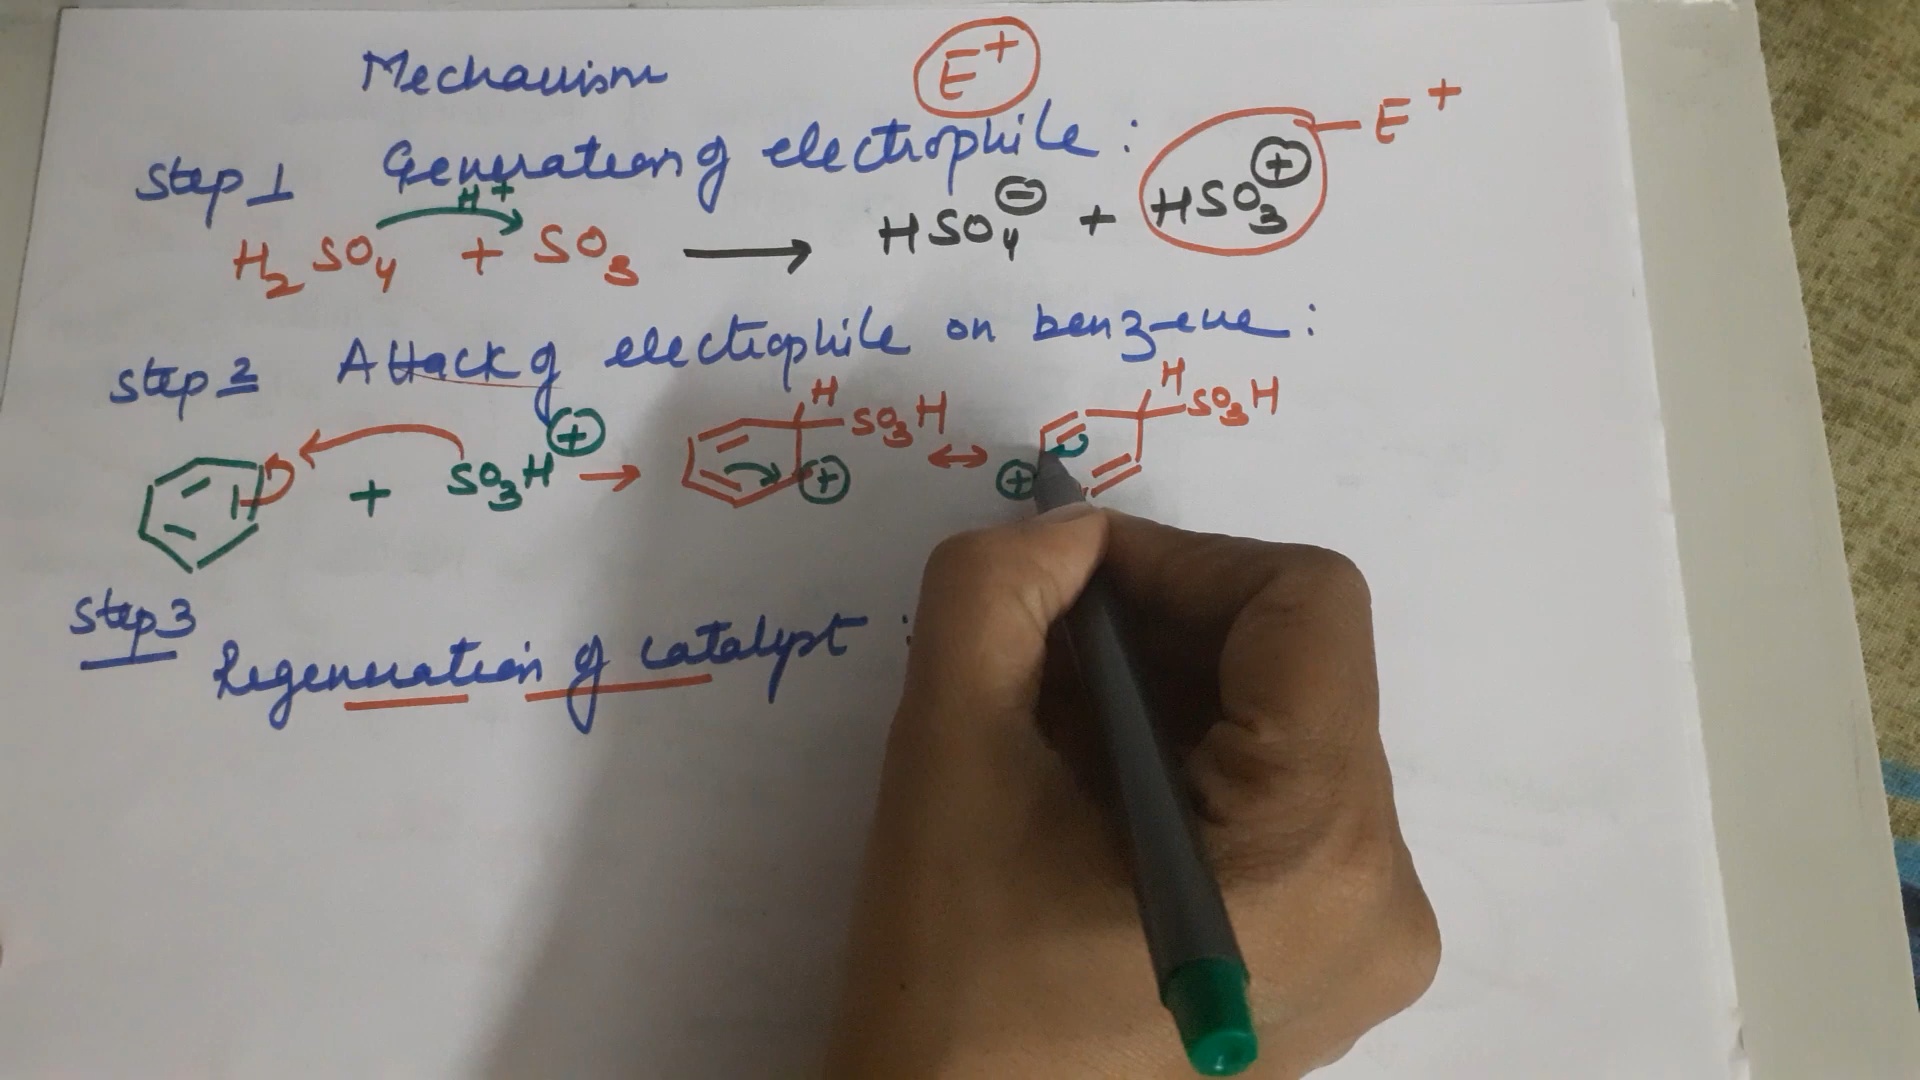 Mechanism
E+
Step 1 Generation of electrophile :
H+
H2SO4 + SO3 → HSO4⊖ + HSO3⊕ — E+
Step 2 Attack of electrophile on benzene :
+ SO3H⊕ → H SO3H ⊕ ↔ ⊕ H SO3H
Step 3
Regeneration of catalyst :